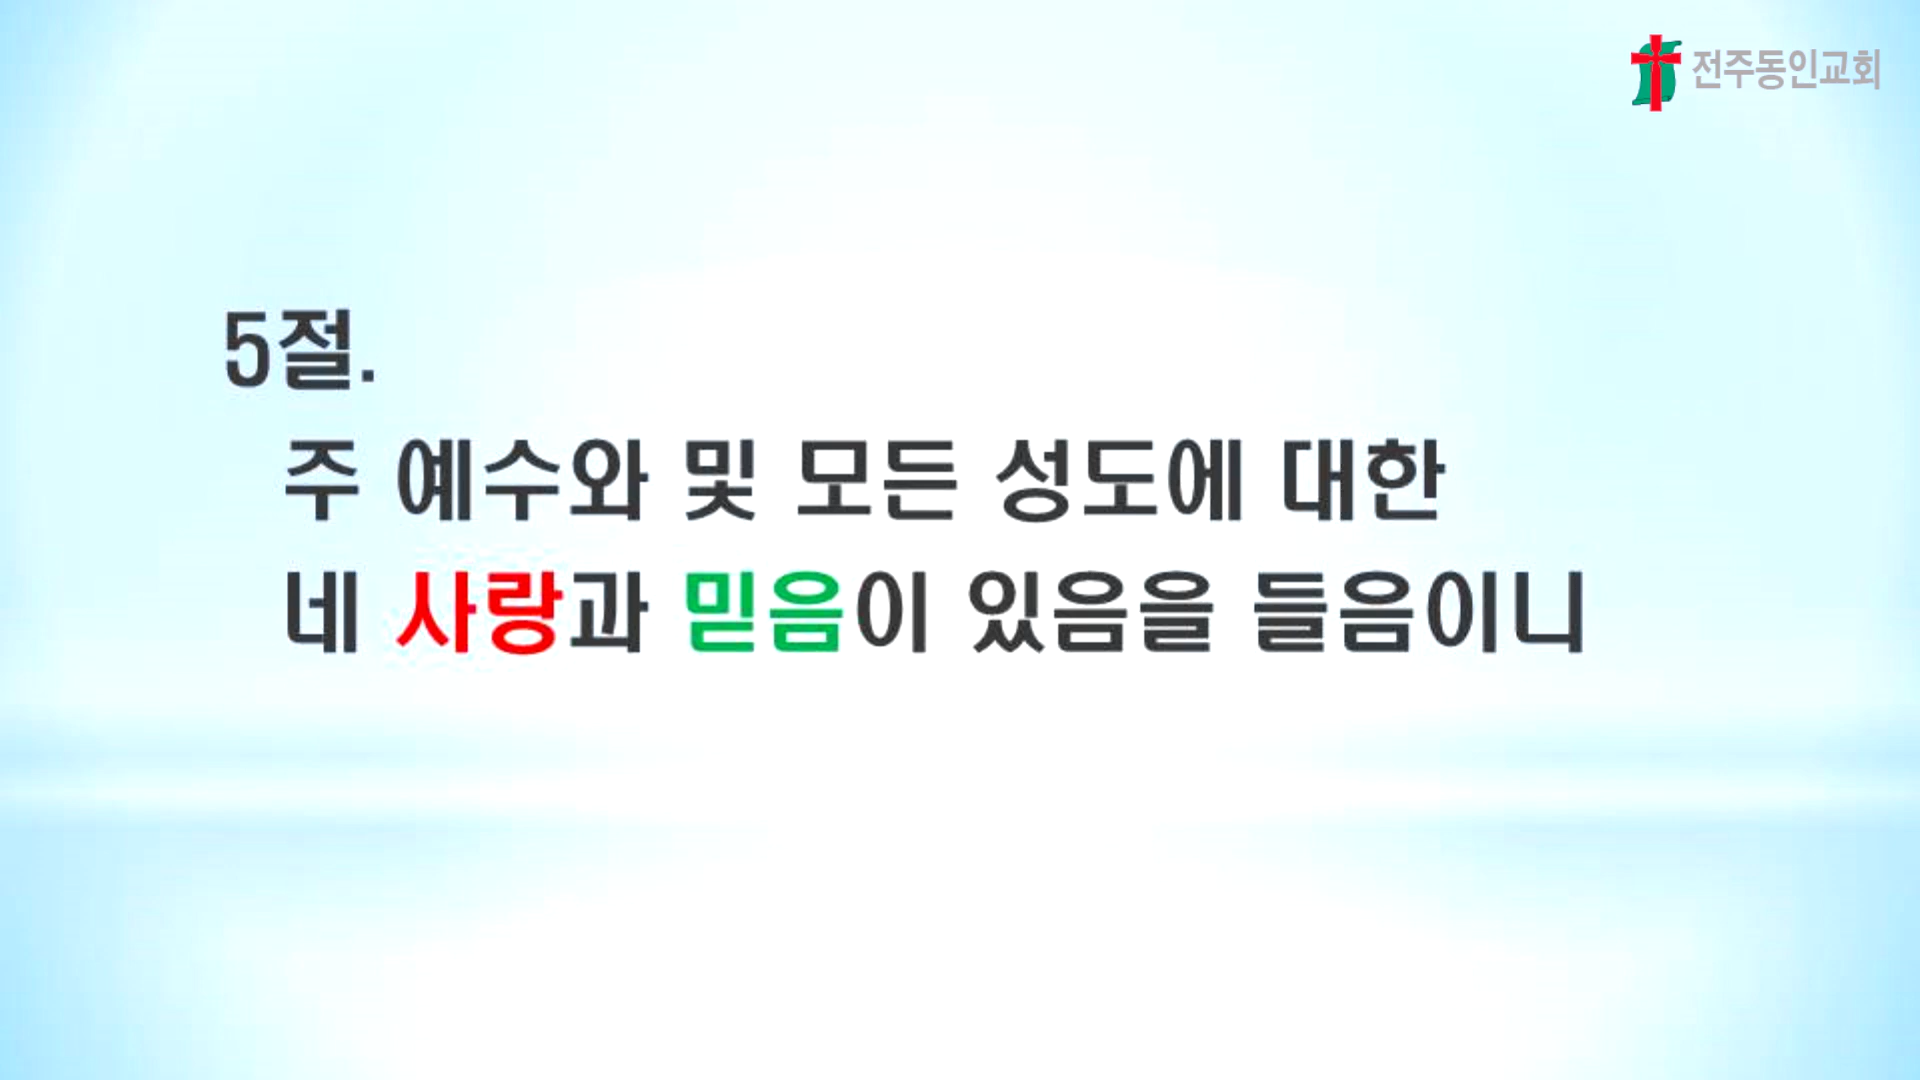 전주동인교회
5절.
주 예수와 및 모든 성도에 대한
네 사랑과 믿음이 있음을 들음이니